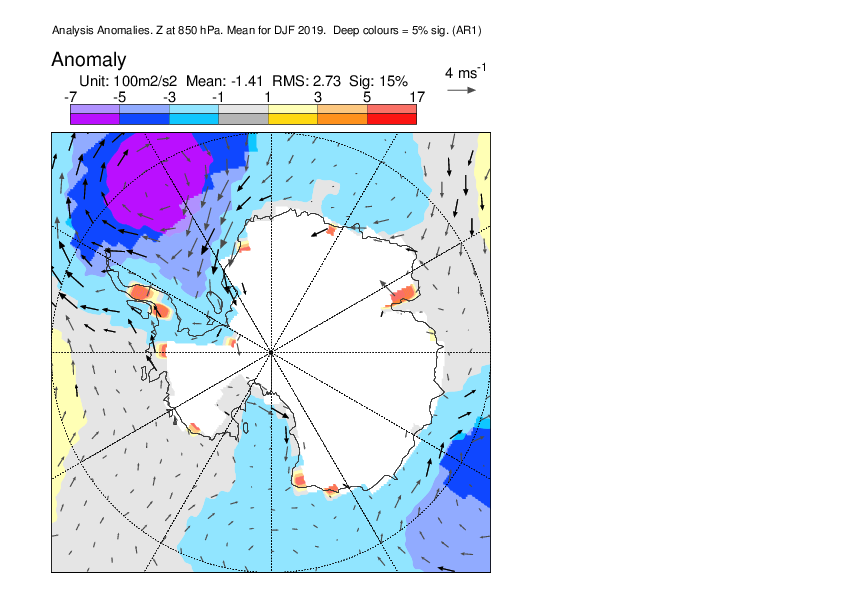 Analysis Anomalies. Z at 850 hPa. Mean for DJF 2019. Deep colours = 5% sig. (AR1)
Anomaly
Unit: 100m2/s2 Mean: -1.41 RMS: 2.73 Sig: 15%
4 ms-1
-7 -5 -3 -1 1 3 5 17